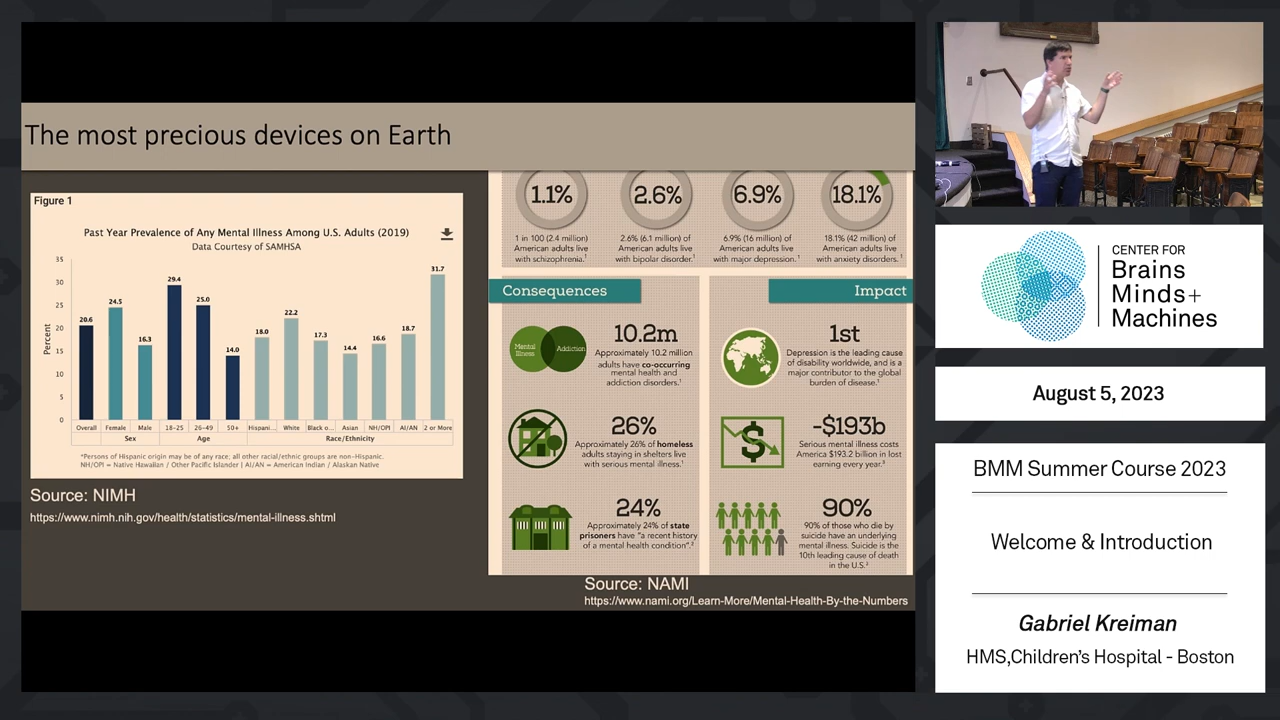 The most precious devices on Earth
Figure 1
Past Year Prevalence of Any Mental Illness Among U.S. Adults (2019)
Data Courtesy of SAMHSA
Percent
35
30
25
20
15
10
5
0
20.6
24.5
16.3
29.4
25.0
14.0
18.0
22.2
17.3
14.4
16.6
18.7
31.7
Overall
Female
Male
18-25
26-49
50+
Hispani...
White
Black o...
Asian
NH/OPI
AI/AN
2 or More
Sex
Age
Race/Ethnicity
*Persons of Hispanic origin may be of any race; all other racial/ethnic groups are non-Hispanic.
NH/OPI = Native Hawaiian / Other Pacific Islander | AI/AN = American Indian / Alaskan Native
Source: NIMH
https://www.nimh.nih.gov/health/statistics/mental-illness.shtml
1.1%
1 in 100 (2.4 million)
American adults live
with schizophrenia.1
2.6%
2.6% (6.1 million) of
American adults live
with bipolar disorder.1
6.9%
6.9% (16 million) of
American adults live
with major depression.1
18.1%
18.1% (42 million) of
American adults live
with anxiety disorders.1
Consequences
Mental
Illness
Addiction
10.2m
Approximately 10.2 million
adults have co-occurring
mental health and
addiction disorders.1
26%
Approximately 26% of homeless
adults staying in shelters live
with serious mental illness.1
24%
Approximately 24% of state
prisoners have "a recent history
of a mental health condition".2
Impact
1st
Depression is the leading cause
of disability worldwide, and is a
major contributor to the global
burden of disease.1
$
-$193b
Serious mental illness costs
America $193.2 billion in lost
earning every year.3
90%
90% of those who die by
suicide have an underlying
mental illness. Suicide is the
10th leading cause of death
in the U.S.3
Source: NAMI
https://www.nami.org/Learn-More/Mental-Health-By-the-Numbers
CENTER FOR
Brains
Minds+
Machines
August 5, 2023
BMM Summer Course 2023
Welcome & Introduction
Gabriel Kreiman
HMS,Children's Hospital - Boston